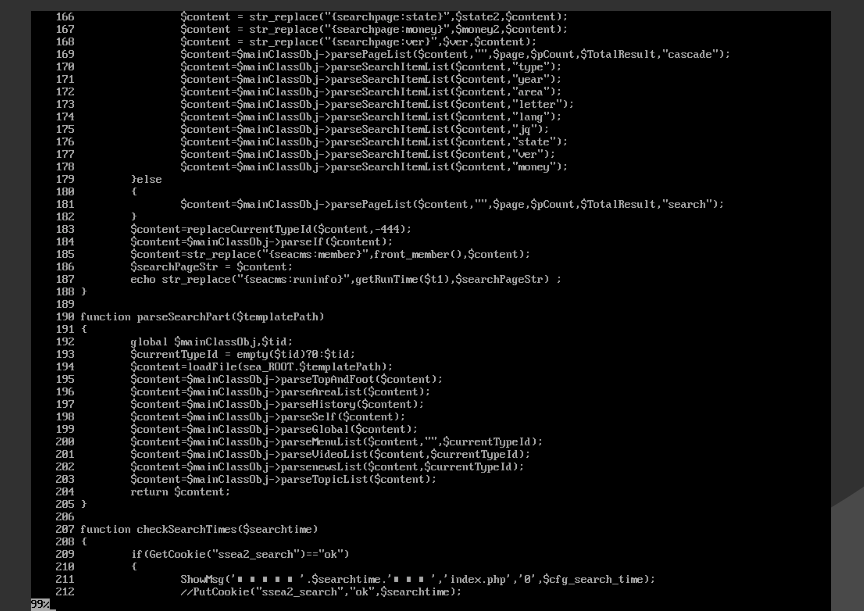 166 $content = str_replace("{searchpage:state}",$state2,$content);
167 $content = str_replace("{searchpage:money}",$money2,$content);
168 $content = str_replace("{searchpage:ver}",$ver,$content);
169 $content=$mainClassObj->parsePageList($content,"",$page,$pCount,$TotalResult,"cascade");
170 $content=$mainClassObj->parseSearchItemList($content,"type");
171 $content=$mainClassObj->parseSearchItemList($content,"year");
172 $content=$mainClassObj->parseSearchItemList($content,"area");
173 $content=$mainClassObj->parseSearchItemList($content,"letter");
174 $content=$mainClassObj->parseSearchItemList($content,"lang");
175 $content=$mainClassObj->parseSearchItemList($content,"jq");
176 $content=$mainClassObj->parseSearchItemList($content,"state");
177 $content=$mainClassObj->parseSearchItemList($content,"ver");
178 $content=$mainClassObj->parseSearchItemList($content,"money");
179 }else
180 {
181 $content=$mainClassObj->parsePageList($content,"",$page,$pCount,$TotalResult,"search");
182 }
183 $content=replaceCurrentTypeId($content,-444);
184 $content=$mainClassObj->parseIf($content);
185 $content=str_replace("{seacms:member}",front_member(),$content);
186 $searchPageStr = $content;
187 echo str_replace("{seacms:runinfo}",getRunTime($t1),$searchPageStr) ;
188 }
189
190 function parseSearchPart($templatePath)
191 {
192 global $mainClassObj,$tid;
193 $currentTypeId = empty($tid)?0:$tid;
194 $content=loadFile(sea_ROOT.$templatePath);
195 $content=$mainClassObj->parseTopAndFoot($content);
196 $content=$mainClassObj->parseAreaList($content);
197 $content=$mainClassObj->parseHistory($content);
198 $content=$mainClassObj->parseSelf($content);
199 $content=$mainClassObj->parseGlobal($content);
200 $content=$mainClassObj->parseMenuList($content,"",$currentTypeId);
201 $content=$mainClassObj->parseVideoList($content,$currentTypeId);
202 $content=$mainClassObj->parsenewsList($content,$currentTypeId);
203 $content=$mainClassObj->parseTopicList($content);
204 return $content;
205 }
206
207 function checkSearchTimes($searchtime)
208 {
209 if(GetCookie("ssea2_search")=="ok")
210 {
211 ShowMsg('■ ■ ■ ■ ■ '.$searchtime.'■ ■ ■ ','index.php','0',$cfg_search_time);
212 //PutCookie("ssea2_search","ok",$searchtime);
99%